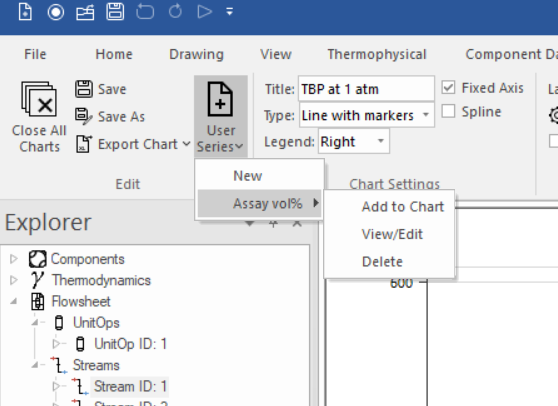 File Home Drawing View Thermophysical Component Da
Save
Save As
Export Chart
Close All
Charts
User
Series
Edit
Title: TBP at 1 atm
Type: Line with markers
Legend: Right
Fixed Axis
Spline
La
Chart Settings
New
Assay vol%
Add to Chart
View/Edit
Delete
Explorer
Components
Thermodynamics
Flowsheet
UnitOps
UnitOp ID: 1
Streams
Stream ID: 1
600